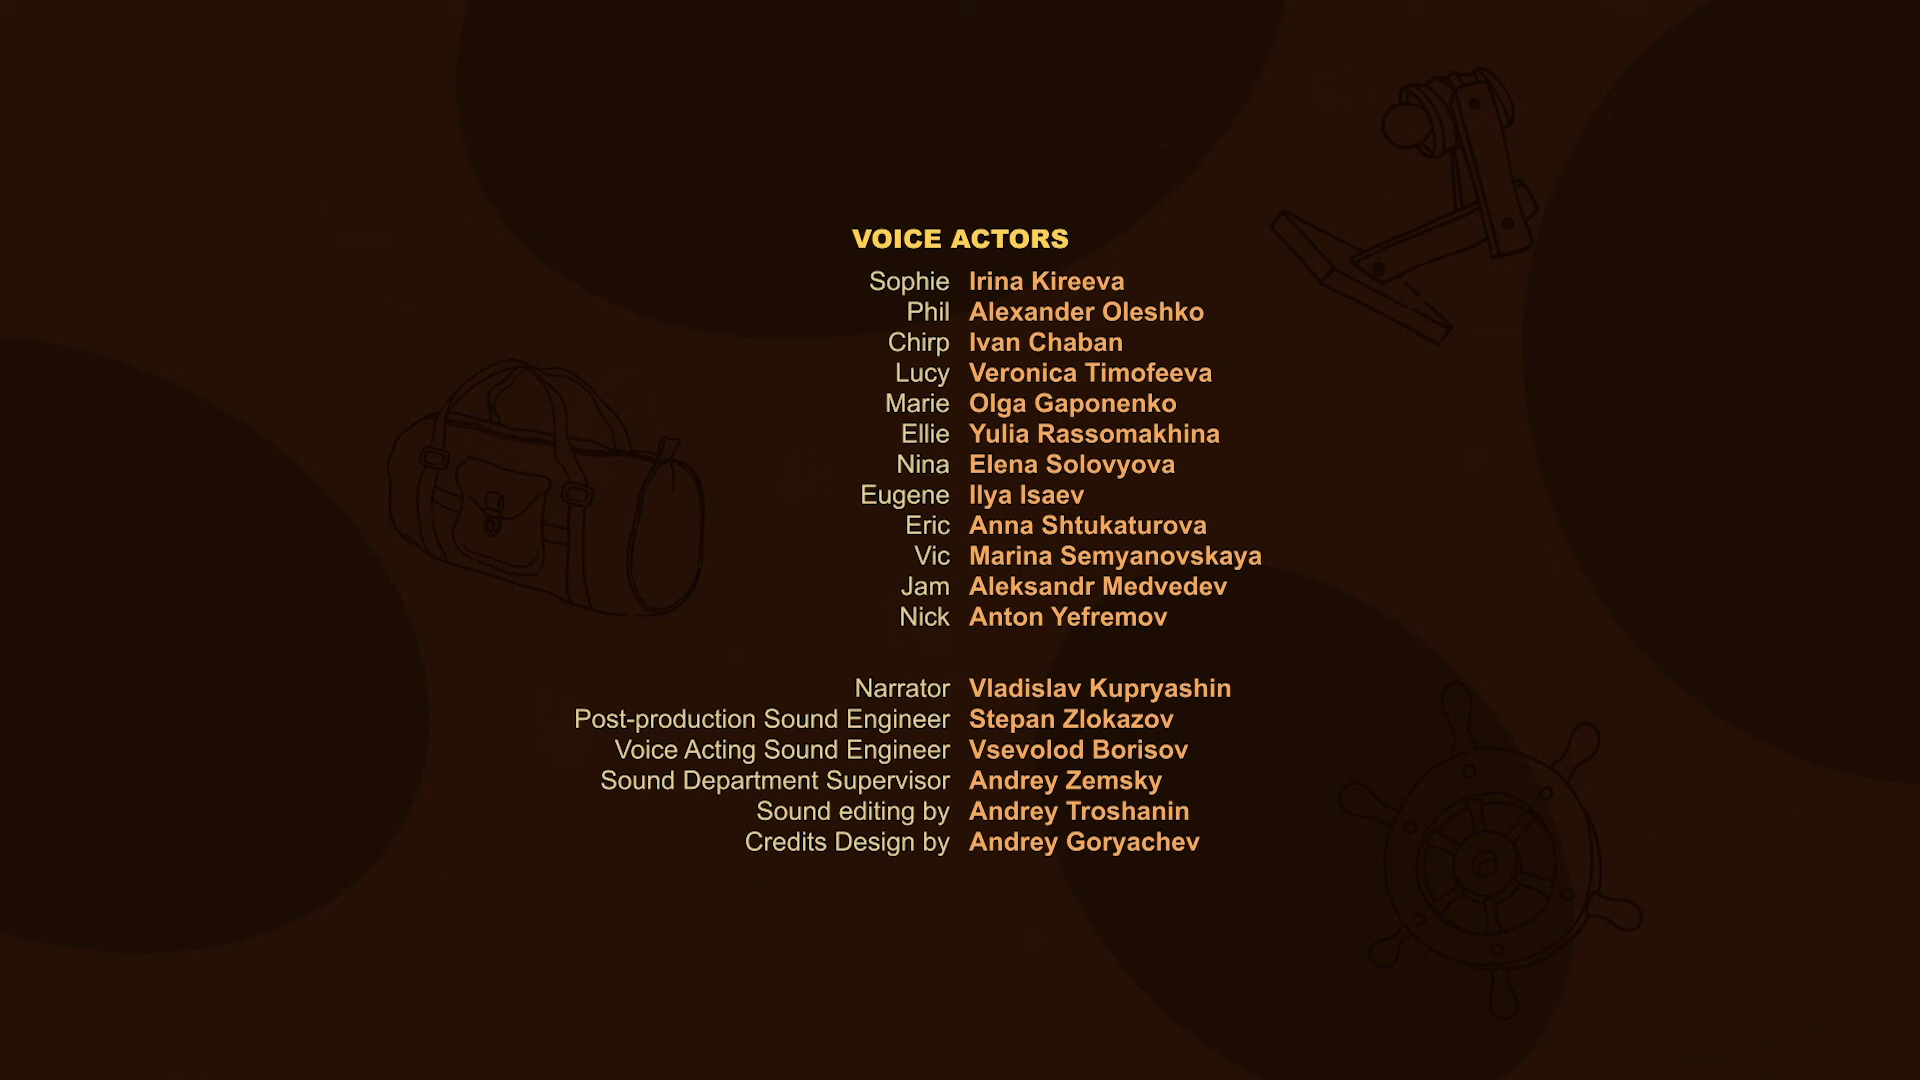 VOICE ACTORS
Sophie Irina Kireeva
Phil Alexander Oleshko
Chirp Ivan Chaban
Lucy Veronica Timofeeva
Marie Olga Gaponenko
Ellie Yulia Rassomakhina
Nina Elena Solovyova
Eugene Ilya Isaev
Eric Anna Shtukaturova
Vic Marina Semyanovskaya
Jam Aleksandr Medvedev
Nick Anton Yefremov
Narrator Vladislav Kupryashin
Post-production Sound Engineer Stepan Zlokazov
Voice Acting Sound Engineer Vsevolod Borisov
Sound Department Supervisor Andrey Zemsky
Sound editing by Andrey Troshanin
Credits Design by Andrey Goryachev